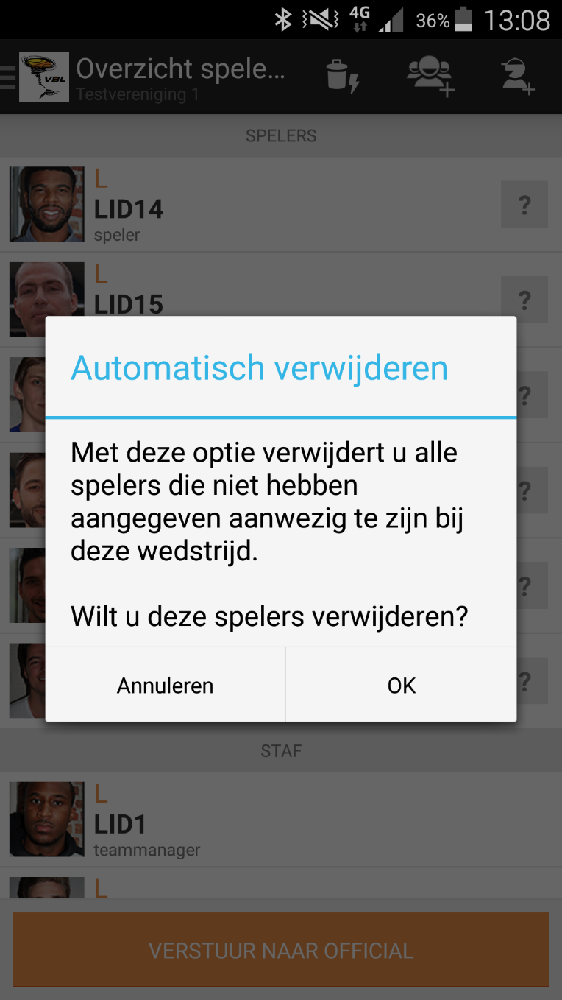 4G 36% 13:08
VBL Overzicht spele...
Testvereniging 1
SPELERS
L
LID14
speler
?
L
LID15
?
Automatisch verwijderen
?
Met deze optie verwijdert u alle
spelers die niet hebben
?
aangegeven aanwezig te zijn bij
deze wedstrijd.
?
Wilt u deze spelers verwijderen?
Annuleren OK
?
STAF
L
LID1
teammanager
L
VERSTUUR NAAR OFFICIAL